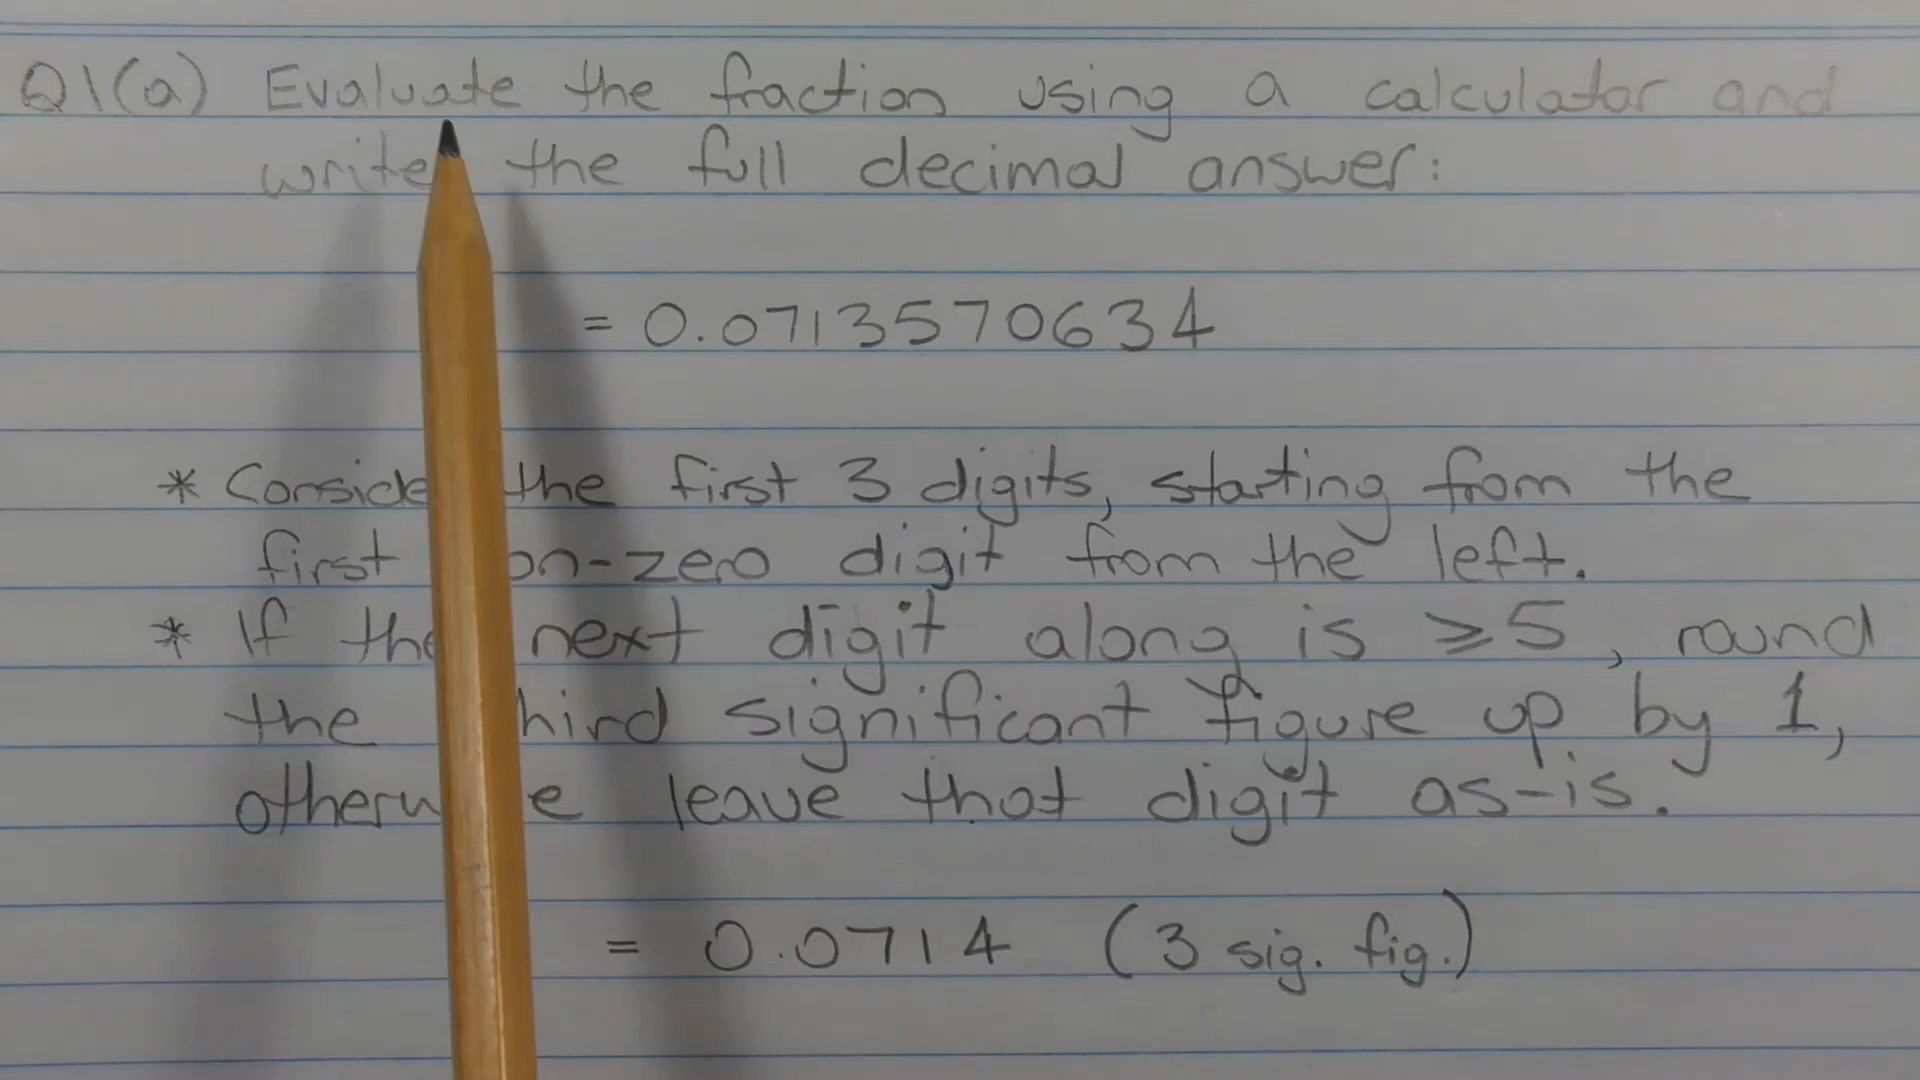 Q1(a) Evaluate the fraction using a calculator and
write the full decimal answer:
= 0.0713570634
* Conside the first 3 digits, starting from the
first on-zero digit from the left.
* If the next digit along is ≥5, round
the hird significant figure up by 1,
otherw e leave that digit as-is.
= 0.0714 (3 sig. fig.)